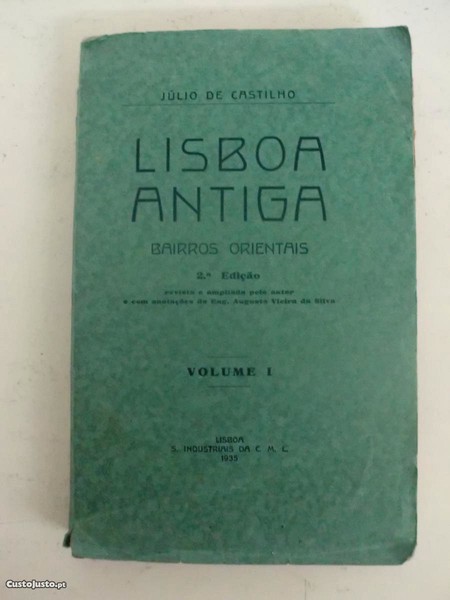 JÚLIO DE CASTILHO
LISBOA
ANTIGA
BAIRROS ORIENTAIS
2.ª Edição
revista e ampliada pelo autor
e com anotações do Eng. Augusto Vieira da Silva
VOLUME I
LISBOA
S. INDUSTRIAIS DA C. M. L.
1935
CustoJusto.pt